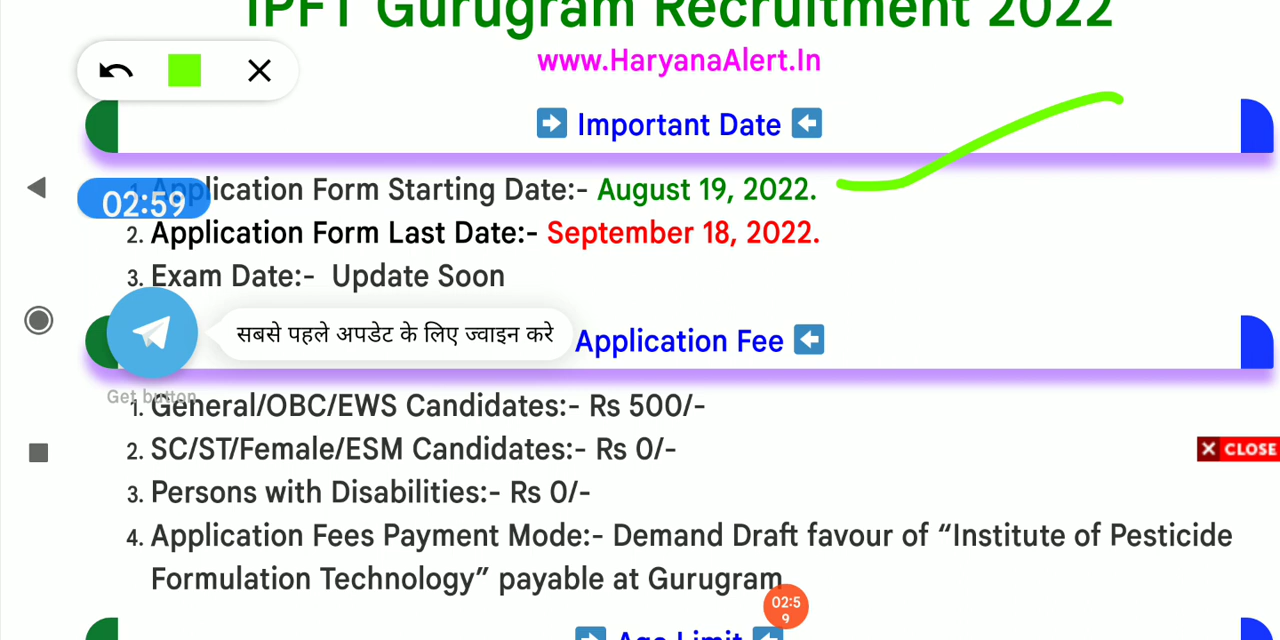 IPFT Gurugram Recruitment 2022
www.HaryanaAlert.In
Important Date
1. Application Form Starting Date:- August 19, 2022.
02:59
2. Application Form Last Date:- September 18, 2022.
3. Exam Date:- Update Soon
सबसे पहले अपडेट के लिए ज्वाइन करे
Application Fee
Get button
1. General/OBC/EWS Candidates:- Rs 500/-
2. SC/ST/Female/ESM Candidates:- Rs 0/-
CLOSE
3. Persons with Disabilities:- Rs 0/-
4. Application Fees Payment Mode:- Demand Draft favour of “Institute of Pesticide
Formulation Technology” payable at Gurugram
02:5
9
Age Limit